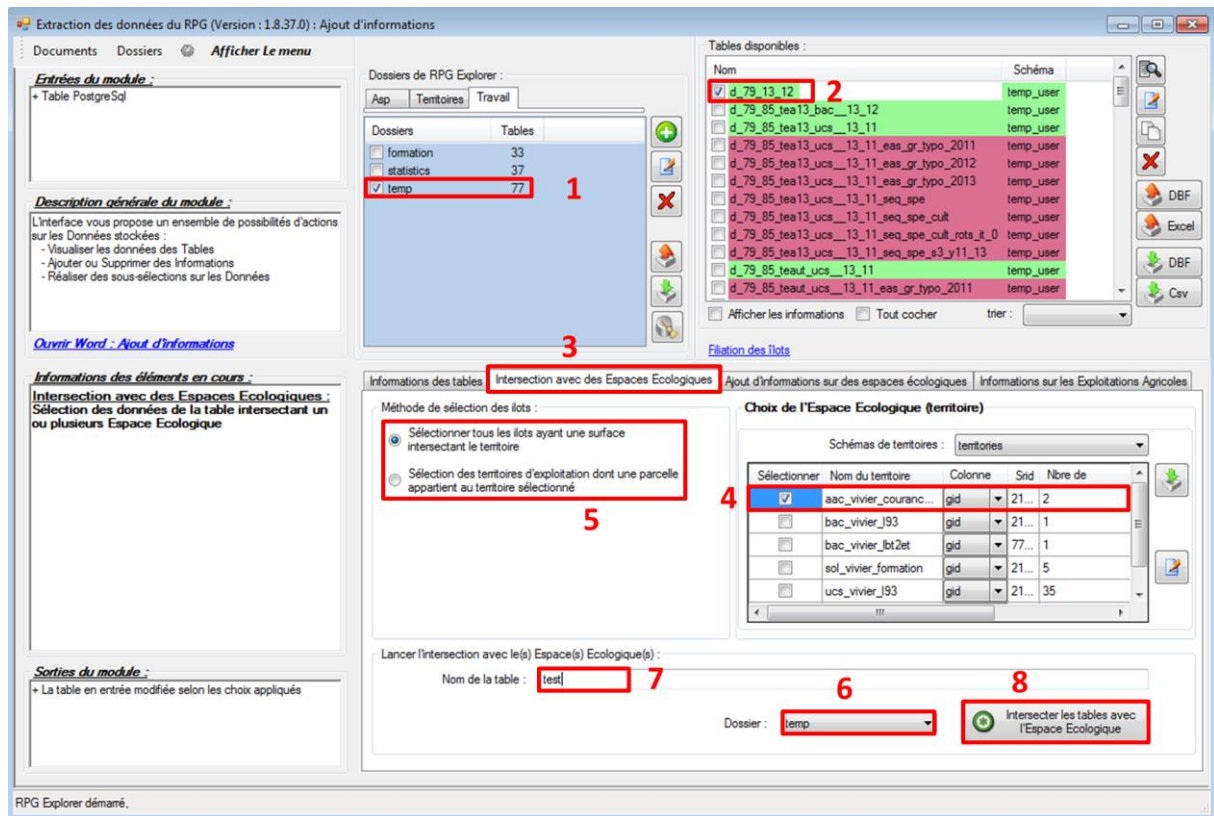 Extraction des données du RPG (Version : 1.8.37.0) : Ajout d'informations
Documents Dossiers Afficher Le menu
Entrées du module :
+ Table PostgreSql
Description générale du module :
L'interface vous propose un ensemble de possibilités d'actions
sur les Données stockées :
- Visualiser les données des Tables
- Ajouter ou Supprimer des Informations
- Réaliser des sous-sélections sur les Données
Ouvrir Word : Ajout d'informations
Informations des éléments en cours :
Intersection avec des Espaces Ecologiques :
Sélection des données de la table intersectant un
ou plusieurs Espace Ecologique
Sorties du module :
+ La table en entrée modifiée selon les choix appliqués
Dossiers de RPG Explorer :
Asp Territoires Travail
Dossiers Tables
formation 33
statistics 37
temp 77
1
Tables disponibles :
Nom Schéma
d_79_13_12 temp_user
2
d_79_85_tea13_bac__13_12 temp_user
d_79_85_tea13_ucs__13_11 temp_user
d_79_85_tea13_ucs__13_11_eas_gr_typo_2011 temp_user
d_79_85_tea13_ucs__13_11_eas_gr_typo_2012 temp_user
d_79_85_tea13_ucs__13_11_eas_gr_typo_2013 temp_user
d_79_85_tea13_ucs__13_11_seq_spe temp_user
d_79_85_tea13_ucs__13_11_seq_spe_cult temp_user
d_79_85_tea13_ucs__13_11_seq_spe_cult_rots_it_0 temp_user
d_79_85_tea13_ucs__13_11_seq_spe_s3_y11_13 temp_user
d_79_85_teaut_ucs__13_11 temp_user
d_79_85_teaut_ucs__13_11_eas_gr_typo_2011 temp_user
DBF
Excel
DBF
Csv
Afficher les informations Tout cocher trier :
Filiation des îlots
3
Informations des tables Intersection avec des Espaces Ecologiques Ajout d'informations sur des espaces écologiques Informations sur les Exploitations Agricoles
Méthode de sélection des ilots :
Sélectionner tous les ilots ayant une surface
intersectant le territoire
Sélection des territoires d'exploitation dont une parcelle
appartient au territoire sélectionné
5
Choix de l'Espace Ecologique (territoire)
Schémas de territoires : territories
Sélectionner Nom du territoire Colonne Srid Nbre de
4
aac_vivier_couranc... gid 21... 2
bac_vivier_l93 gid 21... 1
bac_vivier_lbt2et gid 77... 1
sol_vivier_formation gid 21... 5
ucs_vivier_l93 gid 21... 35
Lancer l'intersection avec le(s) Espace(s) Ecologique(s) :
Nom de la table : test
7
6
8
Dossier : temp
Intersecter les tables avec
l'Espace Ecologique
RPG Explorer démarré,